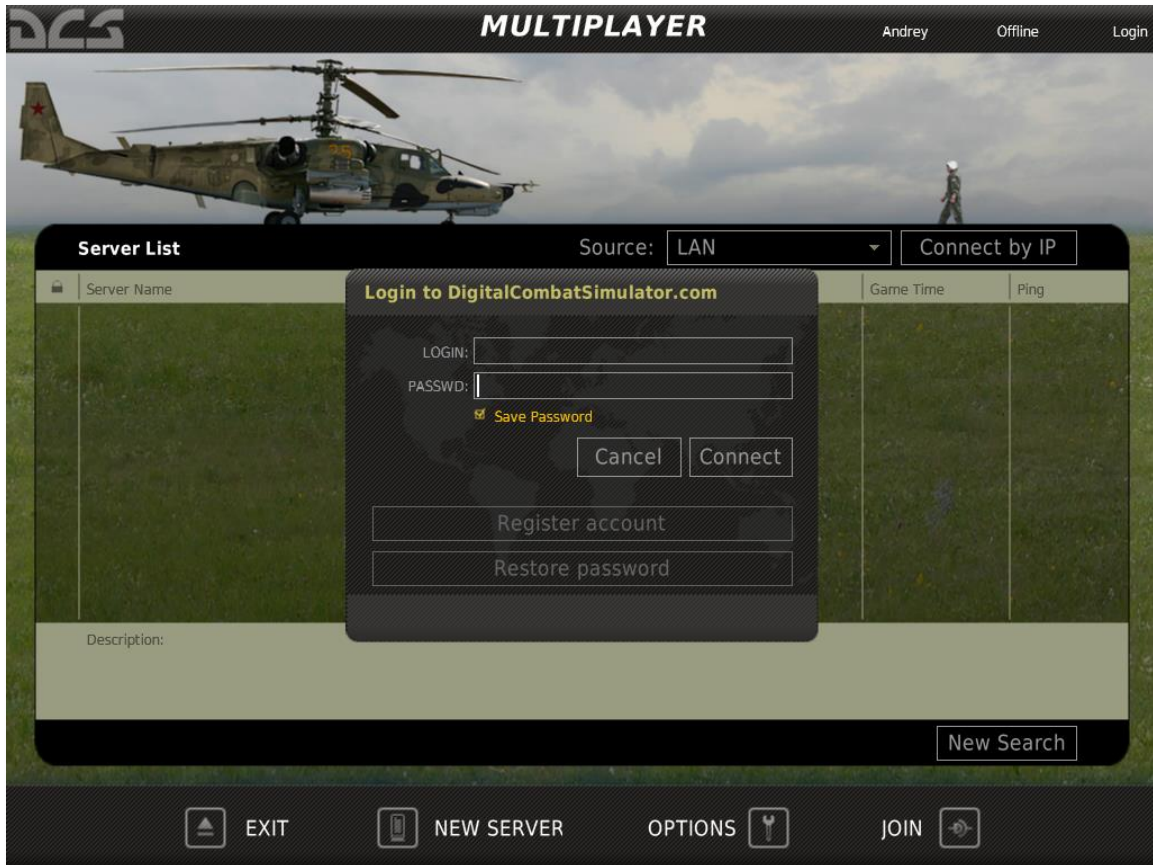 DCS
MULTIPLAYER
Andrey
Offline
Login
25
Server List
Source:
LAN
Connect by IP
Server Name
Game Time
Ping
Login to DigitalCombatSimulator.com
LOGIN:
PASSWD:
Save Password
Cancel
Connect
Register account
Restore password
Description:
New Search
EXIT
NEW SERVER
OPTIONS
JOIN